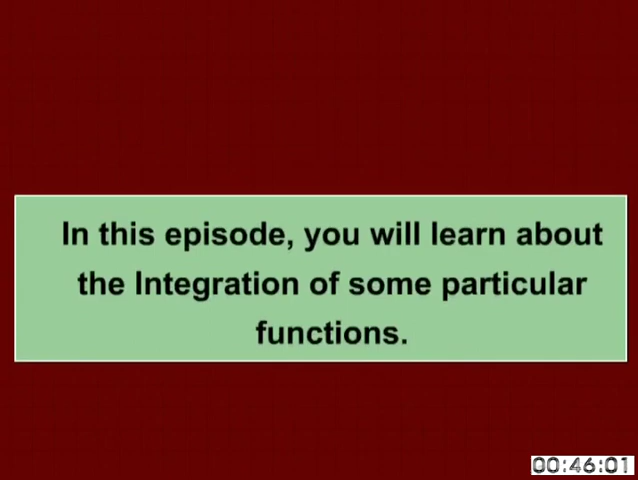 In this episode, you will learn about
the Integration of some particular
functions.
00:46:01